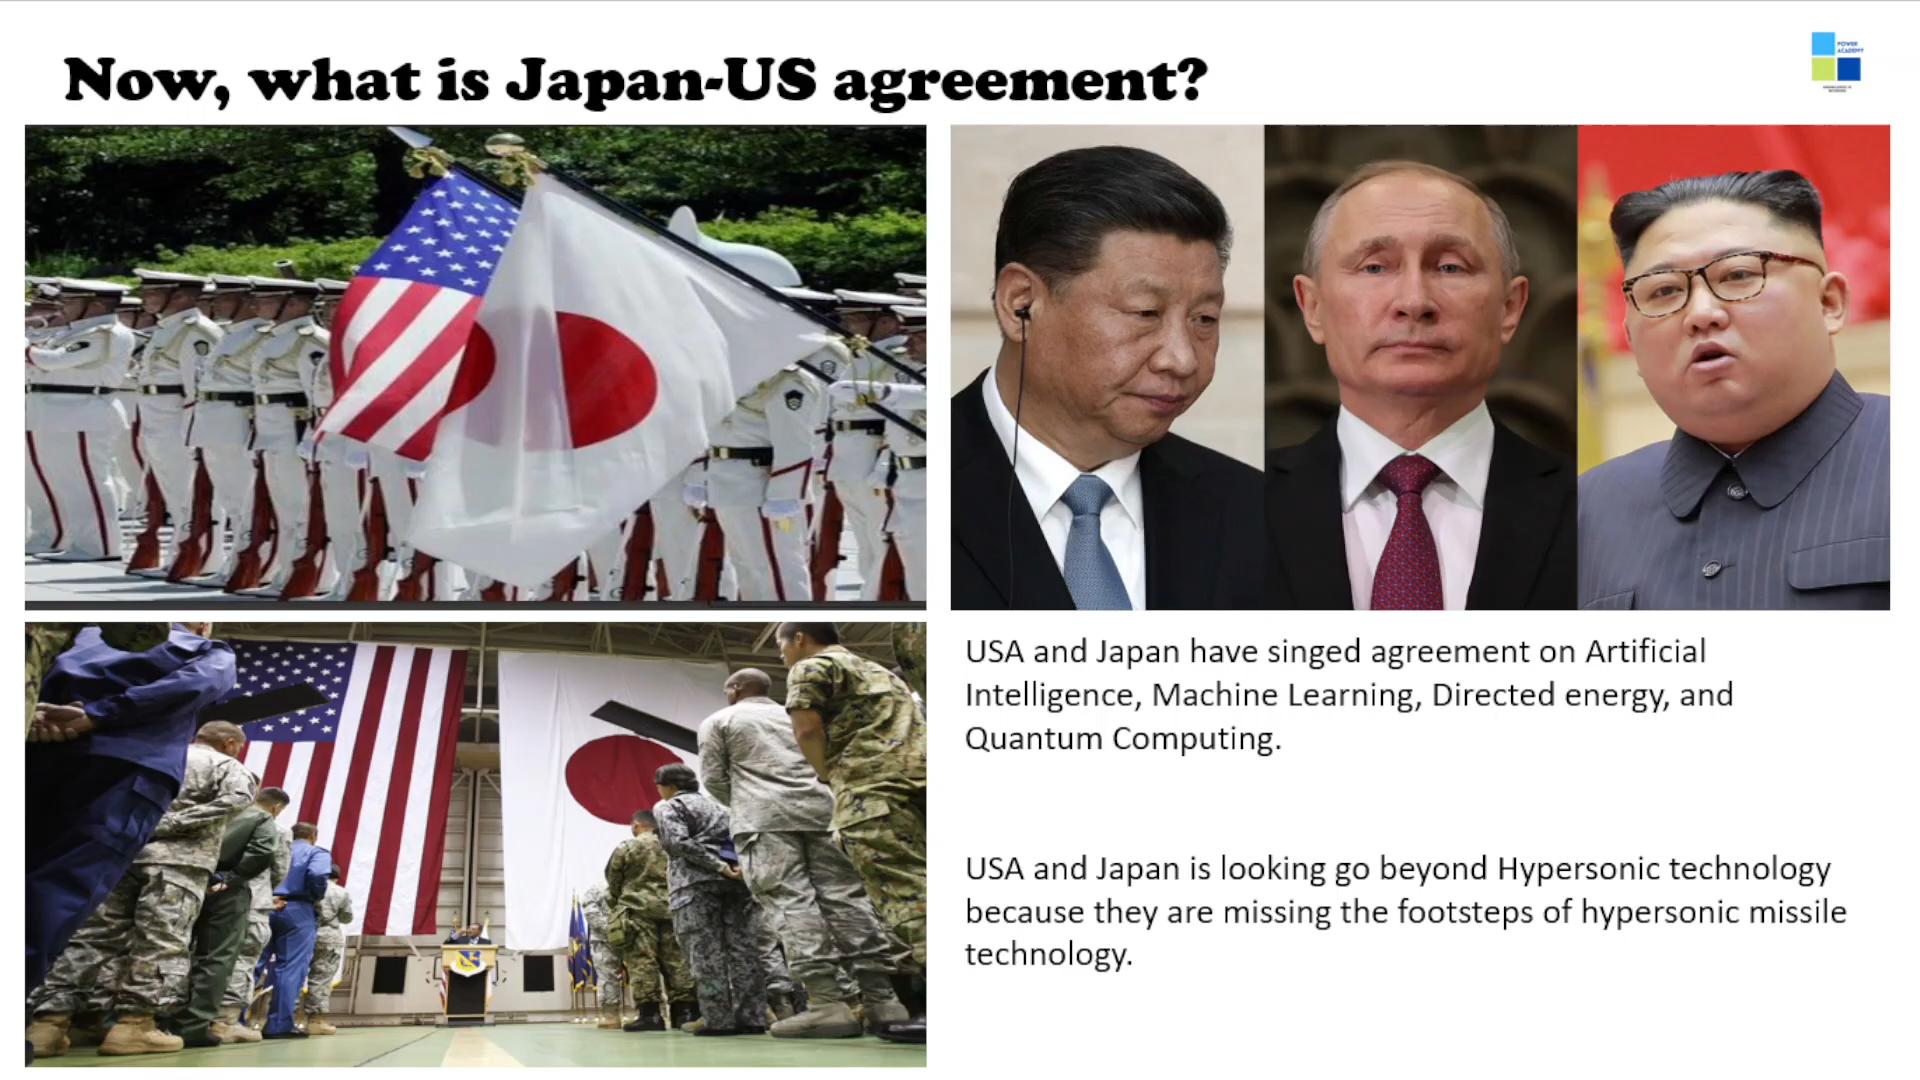 Now, what is Japan-US agreement?
POWER
ACADEMY
USA and Japan have singed agreement on Artificial
Intelligence, Machine Learning, Directed energy, and
Quantum Computing.
USA and Japan is looking go beyond Hypersonic technology
because they are missing the footsteps of hypersonic missile
technology.